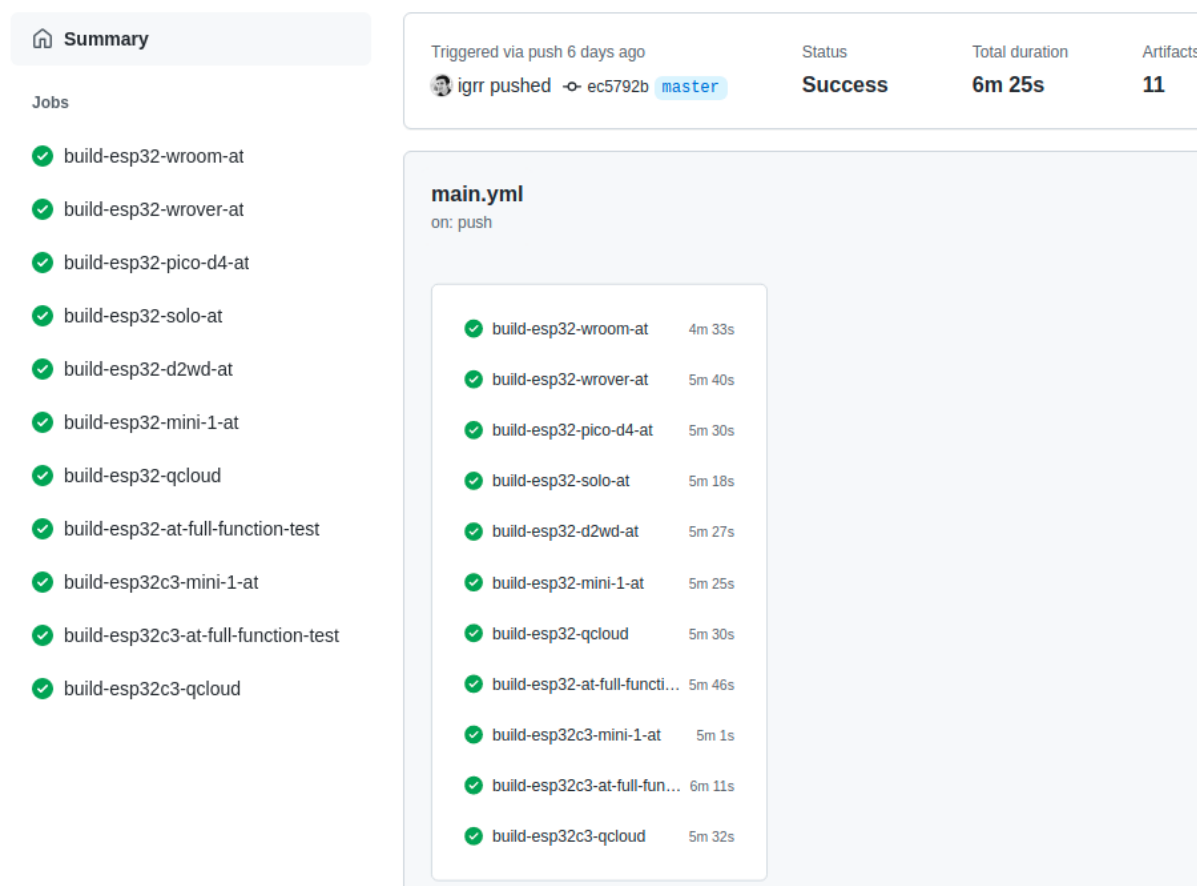 Summary
Jobs
build-esp32-wroom-at
build-esp32-wrover-at
build-esp32-pico-d4-at
build-esp32-solo-at
build-esp32-d2wd-at
build-esp32-mini-1-at
build-esp32-qcloud
build-esp32-at-full-function-test
build-esp32c3-mini-1-at
build-esp32c3-at-full-function-test
build-esp32c3-qcloud
Triggered via push 6 days ago
igrr pushed ec5792b master
Status
Success
Total duration
6m 25s
Artifacts
11
main.yml
on: push
build-esp32-wroom-at 4m 33s
build-esp32-wrover-at 5m 40s
build-esp32-pico-d4-at 5m 30s
build-esp32-solo-at 5m 18s
build-esp32-d2wd-at 5m 27s
build-esp32-mini-1-at 5m 25s
build-esp32-qcloud 5m 30s
build-esp32-at-full-functi... 5m 46s
build-esp32c3-mini-1-at 5m 1s
build-esp32c3-at-full-fun... 6m 11s
build-esp32c3-qcloud 5m 32s